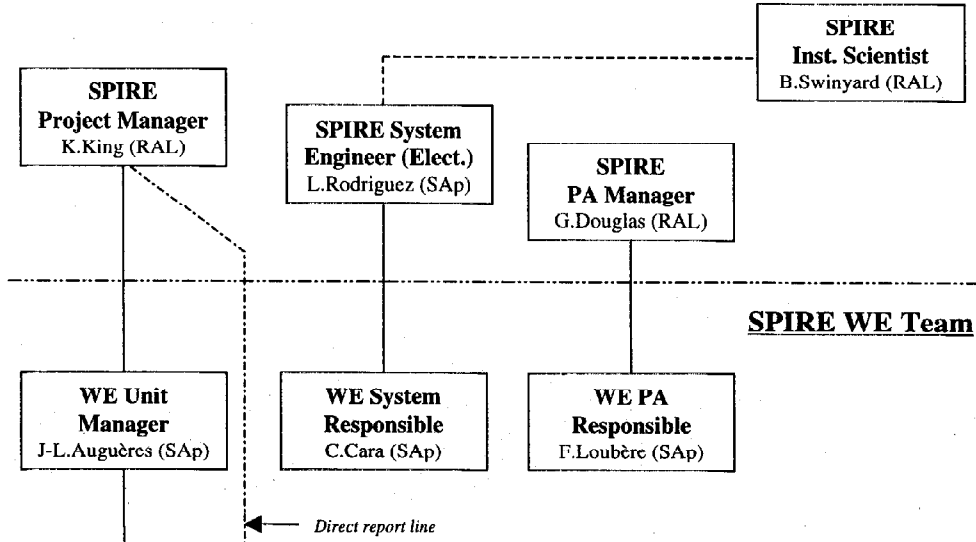 SPIRE
Inst. Scientist
B.Swinyard (RAL)
SPIRE
Project Manager
K.King (RAL)
SPIRE System
Engineer (Elect.)
L.Rodriguez (SAp)
SPIRE
PA Manager
G.Douglas (RAL)
SPIRE WE Team
WE Unit
Manager
J-L.Auguères (SAp)
WE System
Responsible
C.Cara (SAp)
WE PA
Responsible
F.Loubère (SAp)
Direct report line